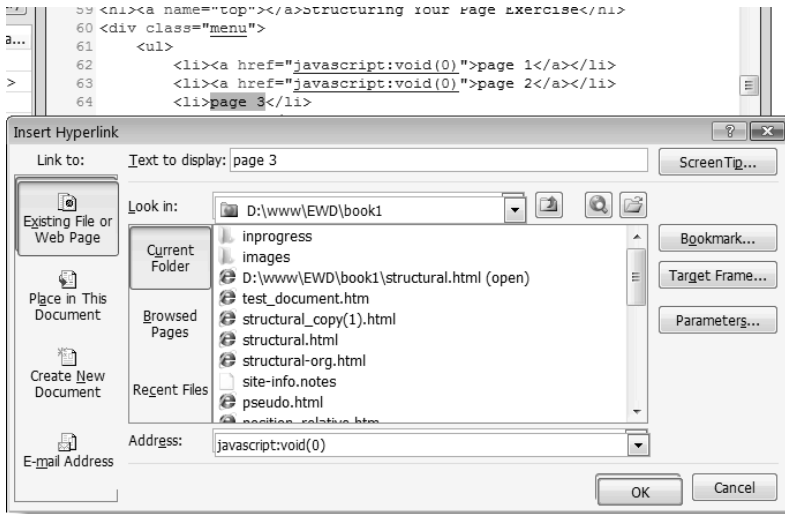 59 <h1><a name="top"></a>Structuring Your Page Exercise</h1>
60 <div class="menu">
61 <ul>
62 <li><a href="javascript:void(0)">page 1</a></li>
63 <li><a href="javascript:void(0)">page 2</a></li>
64 <li>page 3</li>
a...
>
Insert Hyperlink
Link to:
Text to display: page 3
ScreenTip...
Existing File or
Web Page
Place in This
Document
Create New
Document
E-mail Address
Look in:
D:\www\EWD\book1
Current
Folder
Browsed
Pages
Recent Files
inprogress
images
D:\www\EWD\book1\structural.html (open)
test_document.htm
structural_copy(1).html
structural.html
structural-org.html
site-info.notes
pseudo.html
position_relative.htm
Bookmark...
Target Frame...
Parameters...
Address:
javascript:void(0)
OK
Cancel